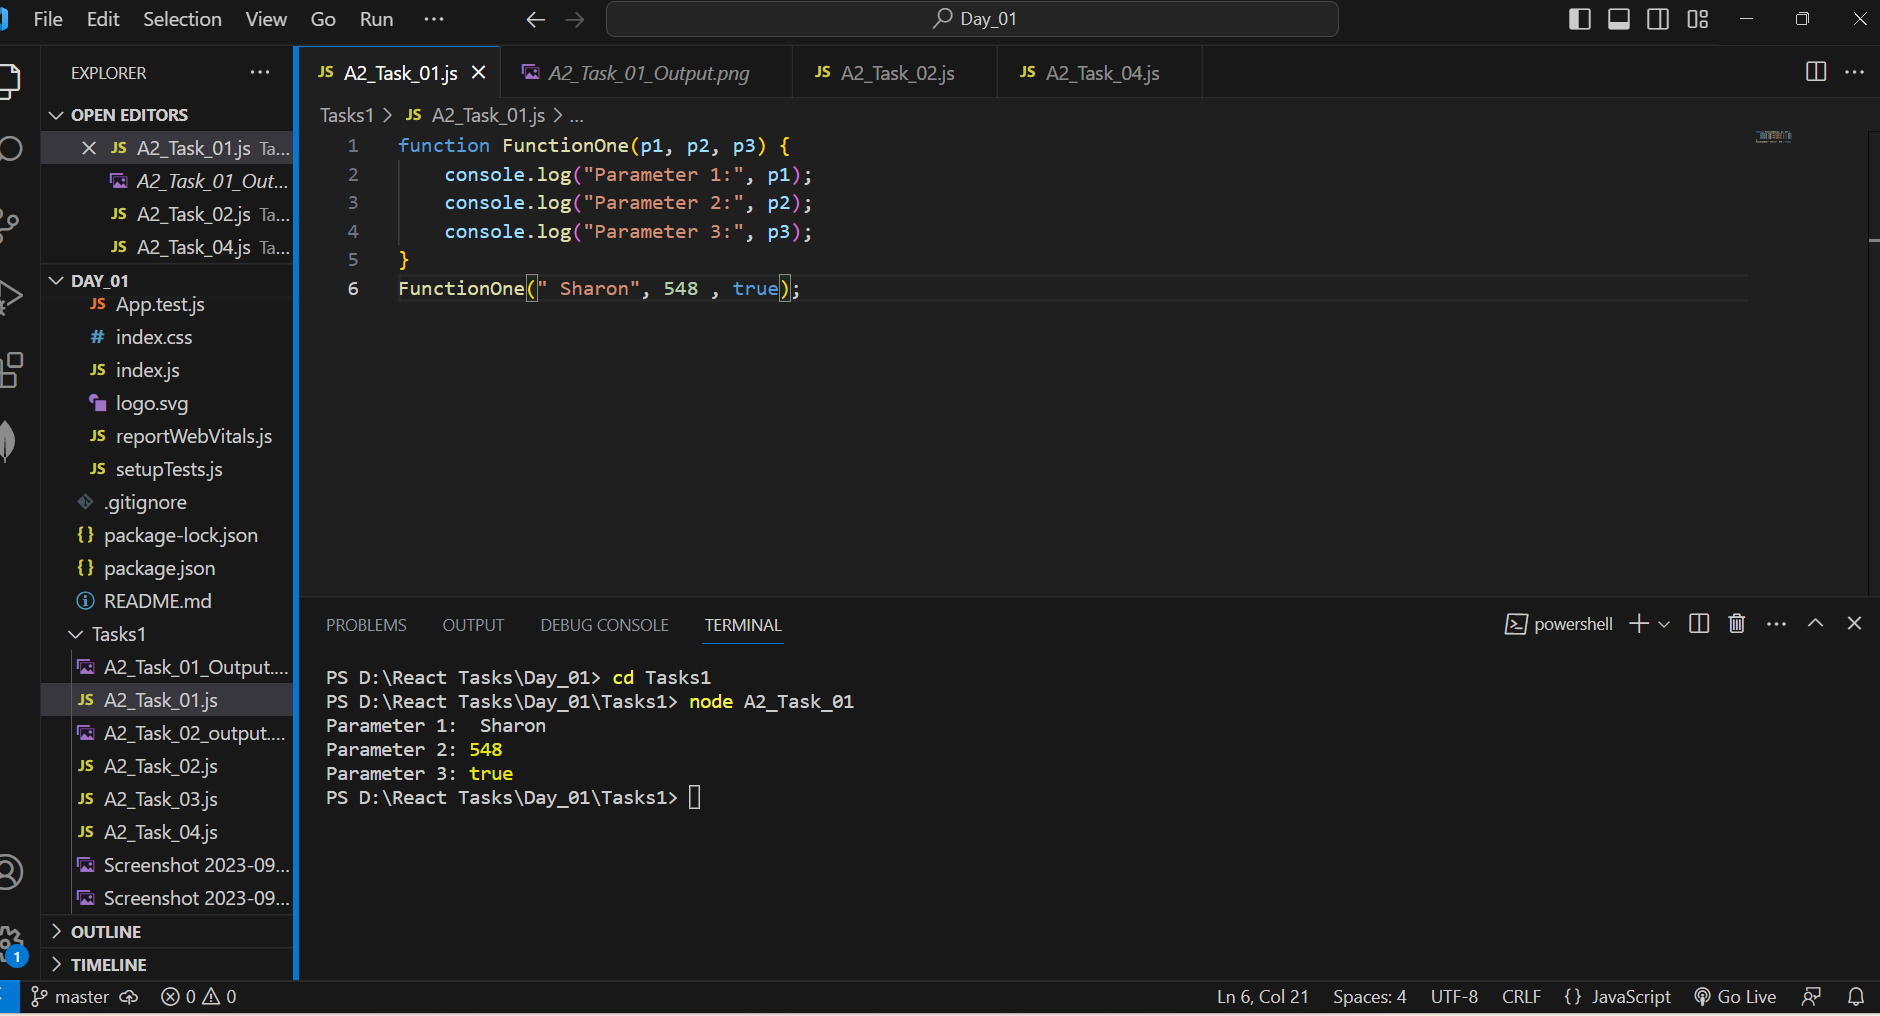 File Edit Selection View Go Run ··· Day_01
EXPLORER ···
OPEN EDITORS
JS A2_Task_01.js Ta...
A2_Task_01_Out...
JS A2_Task_02.js Ta...
JS A2_Task_04.js Ta...
DAY_01
JS App.test.js
# index.css
JS index.js
logo.svg
JS reportWebVitals.js
JS setupTests.js
.gitignore
{} package-lock.json
{} package.json
README.md
Tasks1
A2_Task_01_Output....
JS A2_Task_01.js
A2_Task_02_output....
JS A2_Task_02.js
JS A2_Task_03.js
JS A2_Task_04.js
Screenshot 2023-09...
Screenshot 2023-09...
OUTLINE
TIMELINE
1
JS A2_Task_01.js A2_Task_01_Output.png JS A2_Task_02.js JS A2_Task_04.js
Tasks1 > JS A2_Task_01.js > ...
1 function FunctionOne(p1, p2, p3) {
2 console.log("Parameter 1:", p1);
3 console.log("Parameter 2:", p2);
4 console.log("Parameter 3:", p3);
5 }
6 FunctionOne(" Sharon", 548 , true);
PROBLEMS OUTPUT DEBUG CONSOLE TERMINAL powershell
PS D:\React Tasks\Day_01> cd Tasks1
PS D:\React Tasks\Day_01\Tasks1> node A2_Task_01
Parameter 1:  Sharon
Parameter 2: 548
Parameter 3: true
PS D:\React Tasks\Day_01\Tasks1>
master 0 0 Ln 6, Col 21 Spaces: 4 UTF-8 CRLF {} JavaScript Go Live